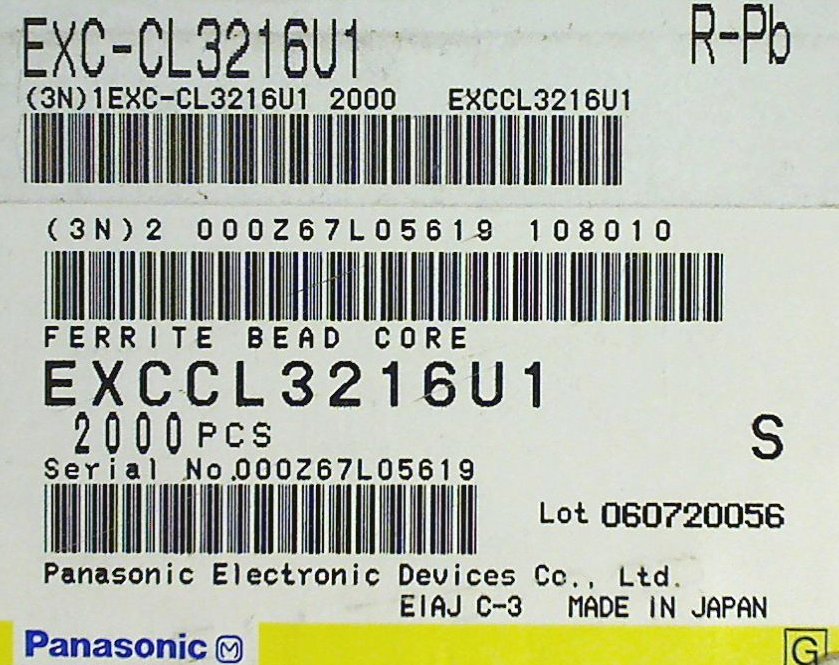 EXC-CL3216U1 R-Pb
(3N)1EXC-CL3216U1 2000 EXCCL3216U1
(3N)2 000Z67L05619 108010
FERRITE BEAD CORE
EXCCL3216U1
2000PCS
S
Serial No.000Z67L05619
Lot 060720056
Panasonic Electronic Devices Co., Ltd.
EIAJ C-3 MADE IN JAPAN
Panasonic M G